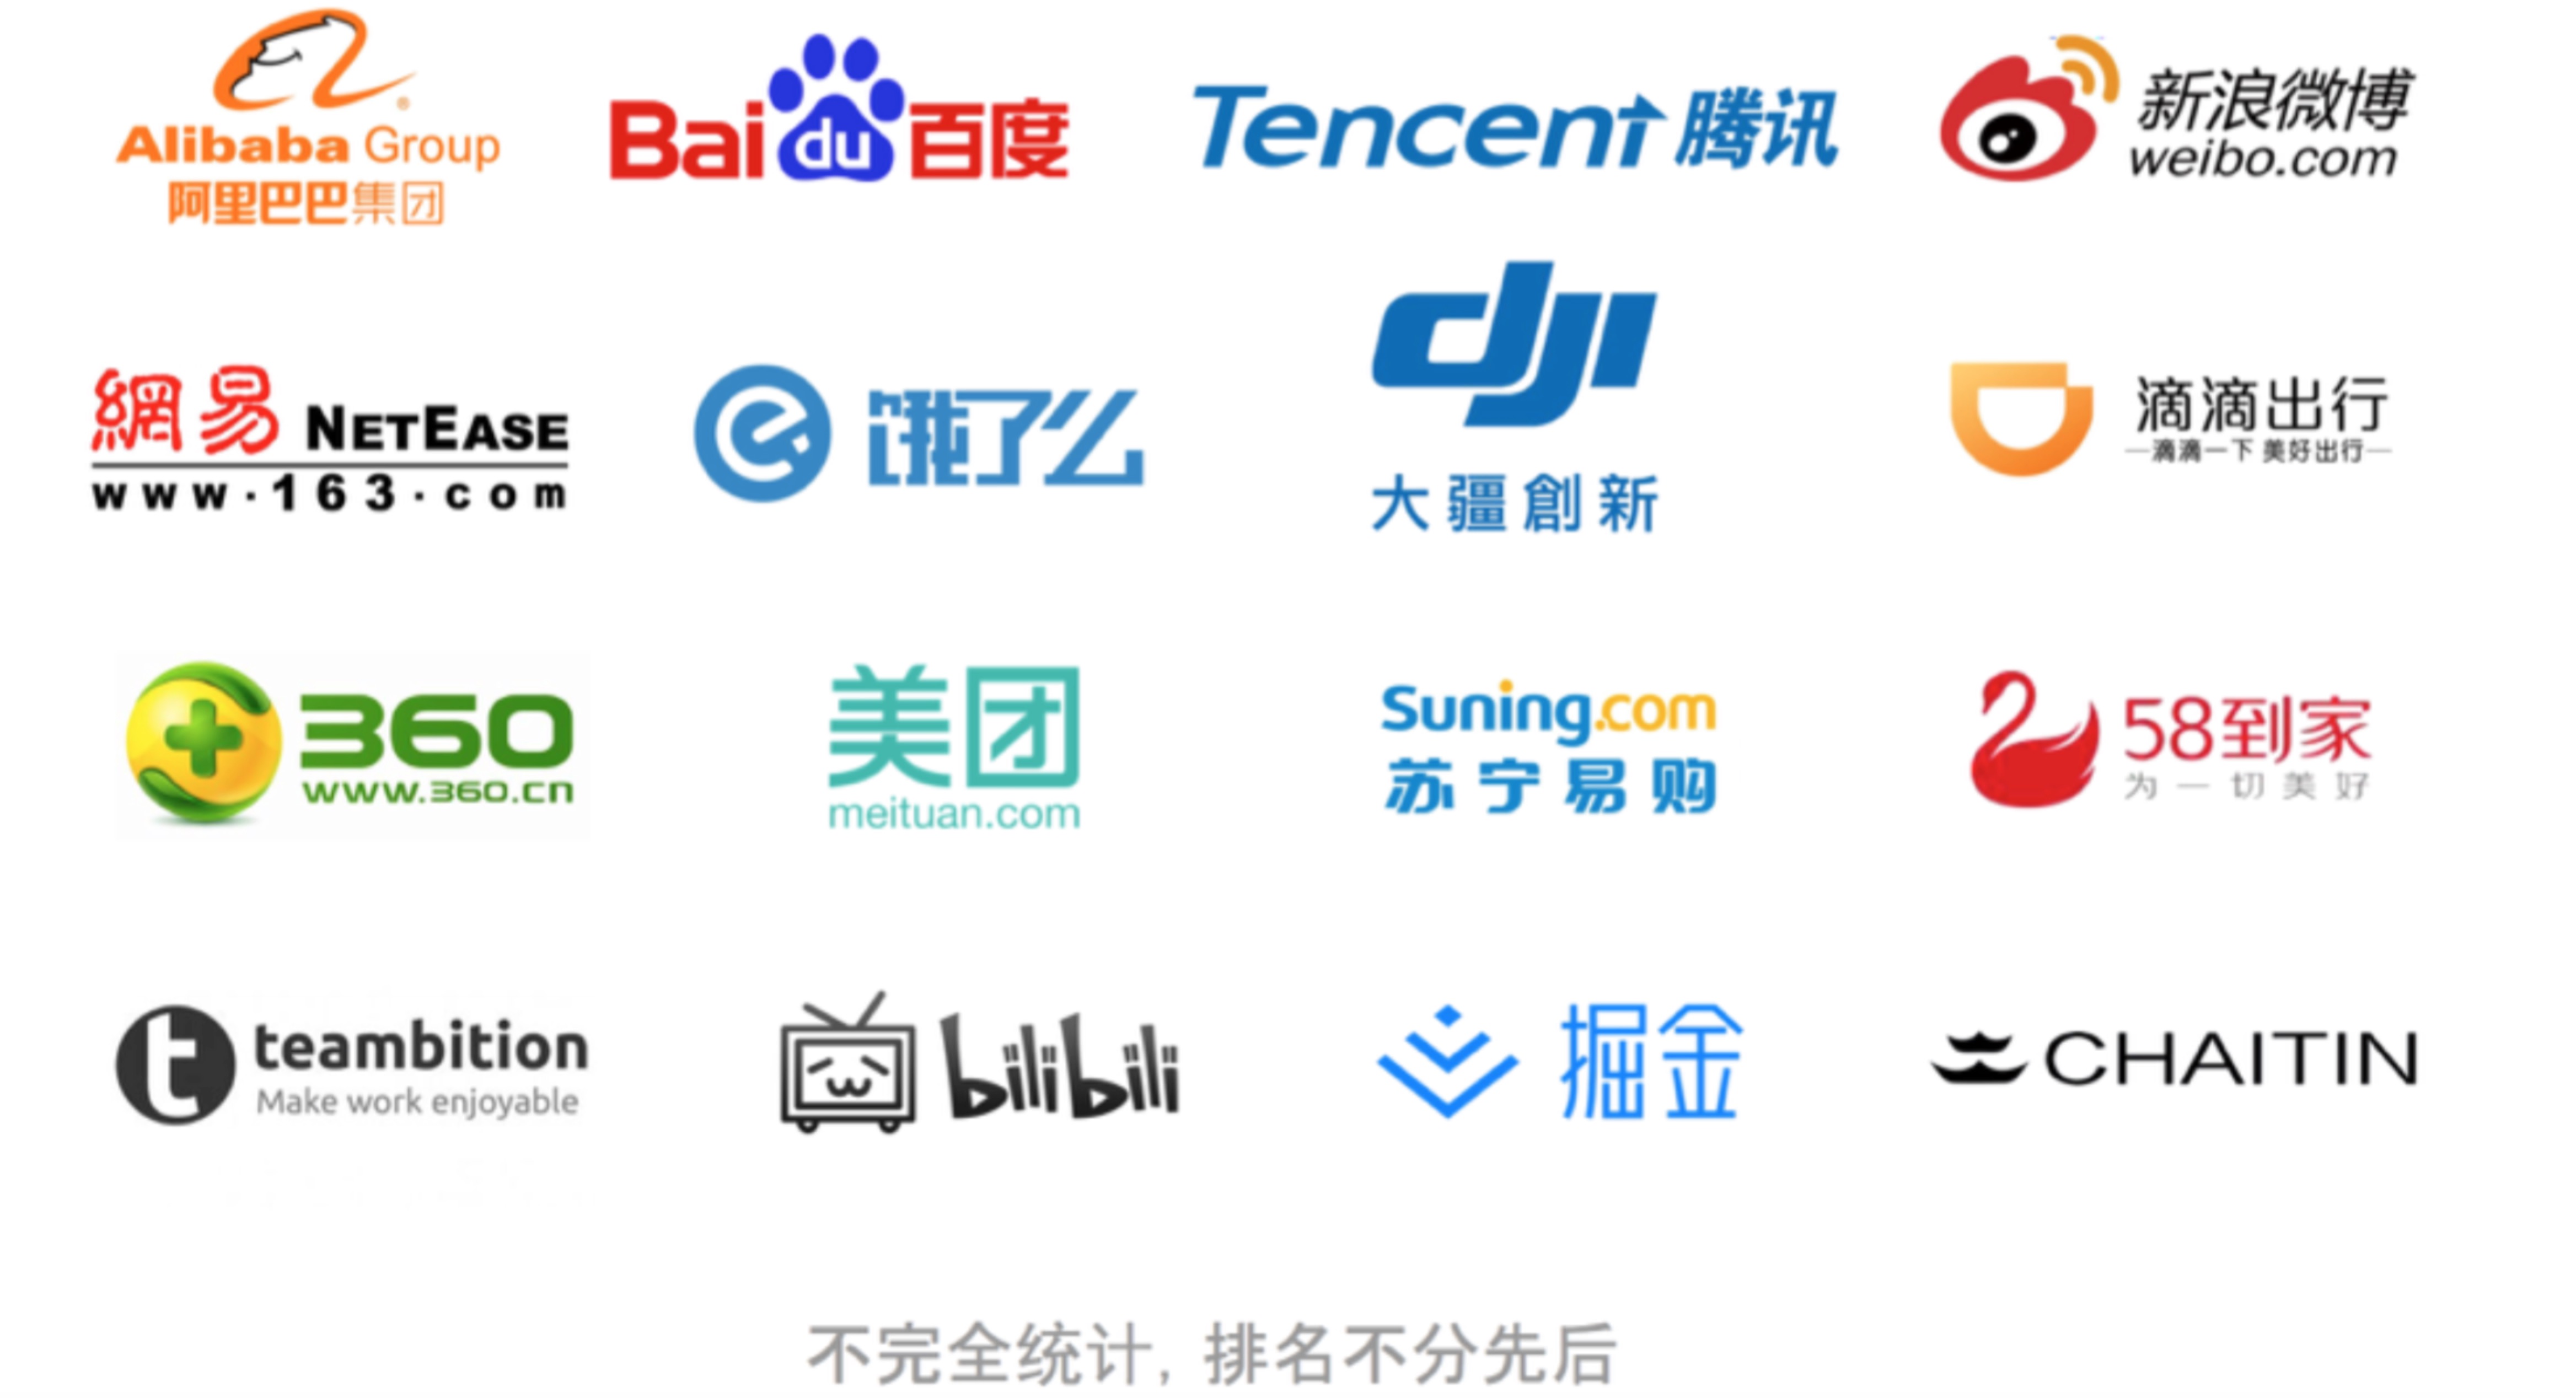 Alibaba Group
阿里巴巴集团
Bai du 百度
Tencent 腾讯
新浪微博
weibo.com
網易 NETEASE
www.163.com
e 饿了么
dji
大疆創新
滴滴出行
—滴滴一下 美好出行—
360
www.360.cn
美团
meituan.com
Suning.com
苏宁易购
58到家
为一切美好
t teambition
Make work enjoyable
bilibili
掘金
CHAITIN
不完全统计, 排名不分先后